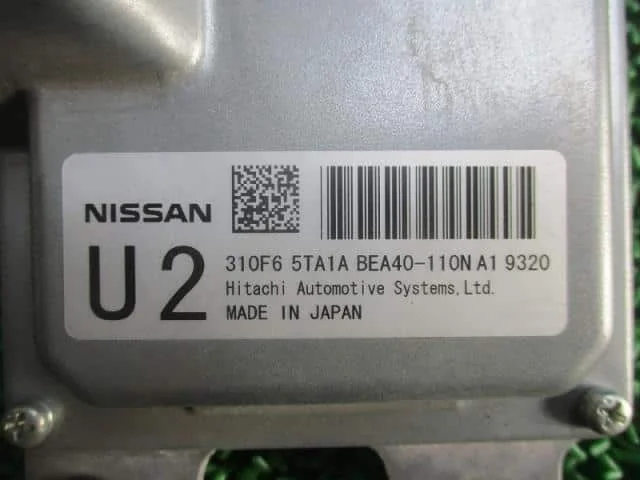 NISSAN
U2
310F6 5TA1A BEA40-110N A1 9320
Hitachi Automotive Systems,Ltd.
MADE IN JAPAN